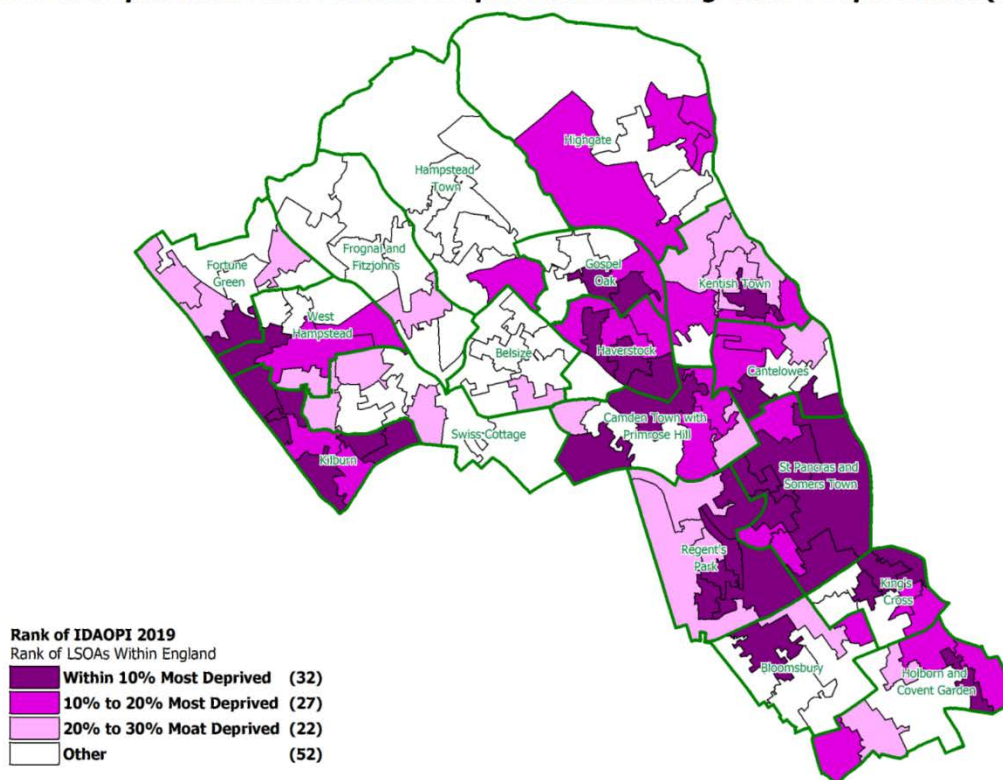 Highgate
Hampstead
Town
Fortune
Green
Frognal and
Fitzjohns
Gospel
Oak
Kentish Town
West
Hampstead
Belsize
Haverstock
Cantelowes
Swiss Cottage
Camden Town with
Primrose Hill
Kilburn
St Pancras and
Somers Town
Regent's
Park
King's
Cross
Bloomsbury
Holborn and
Covent Garden
Rank of IDAOPI 2019
Rank of LSOAs Within England
Within 10% Most Deprived (32)
10% to 20% Most Deprived (27)
20% to 30% Moat Deprived (22)
Other (52)